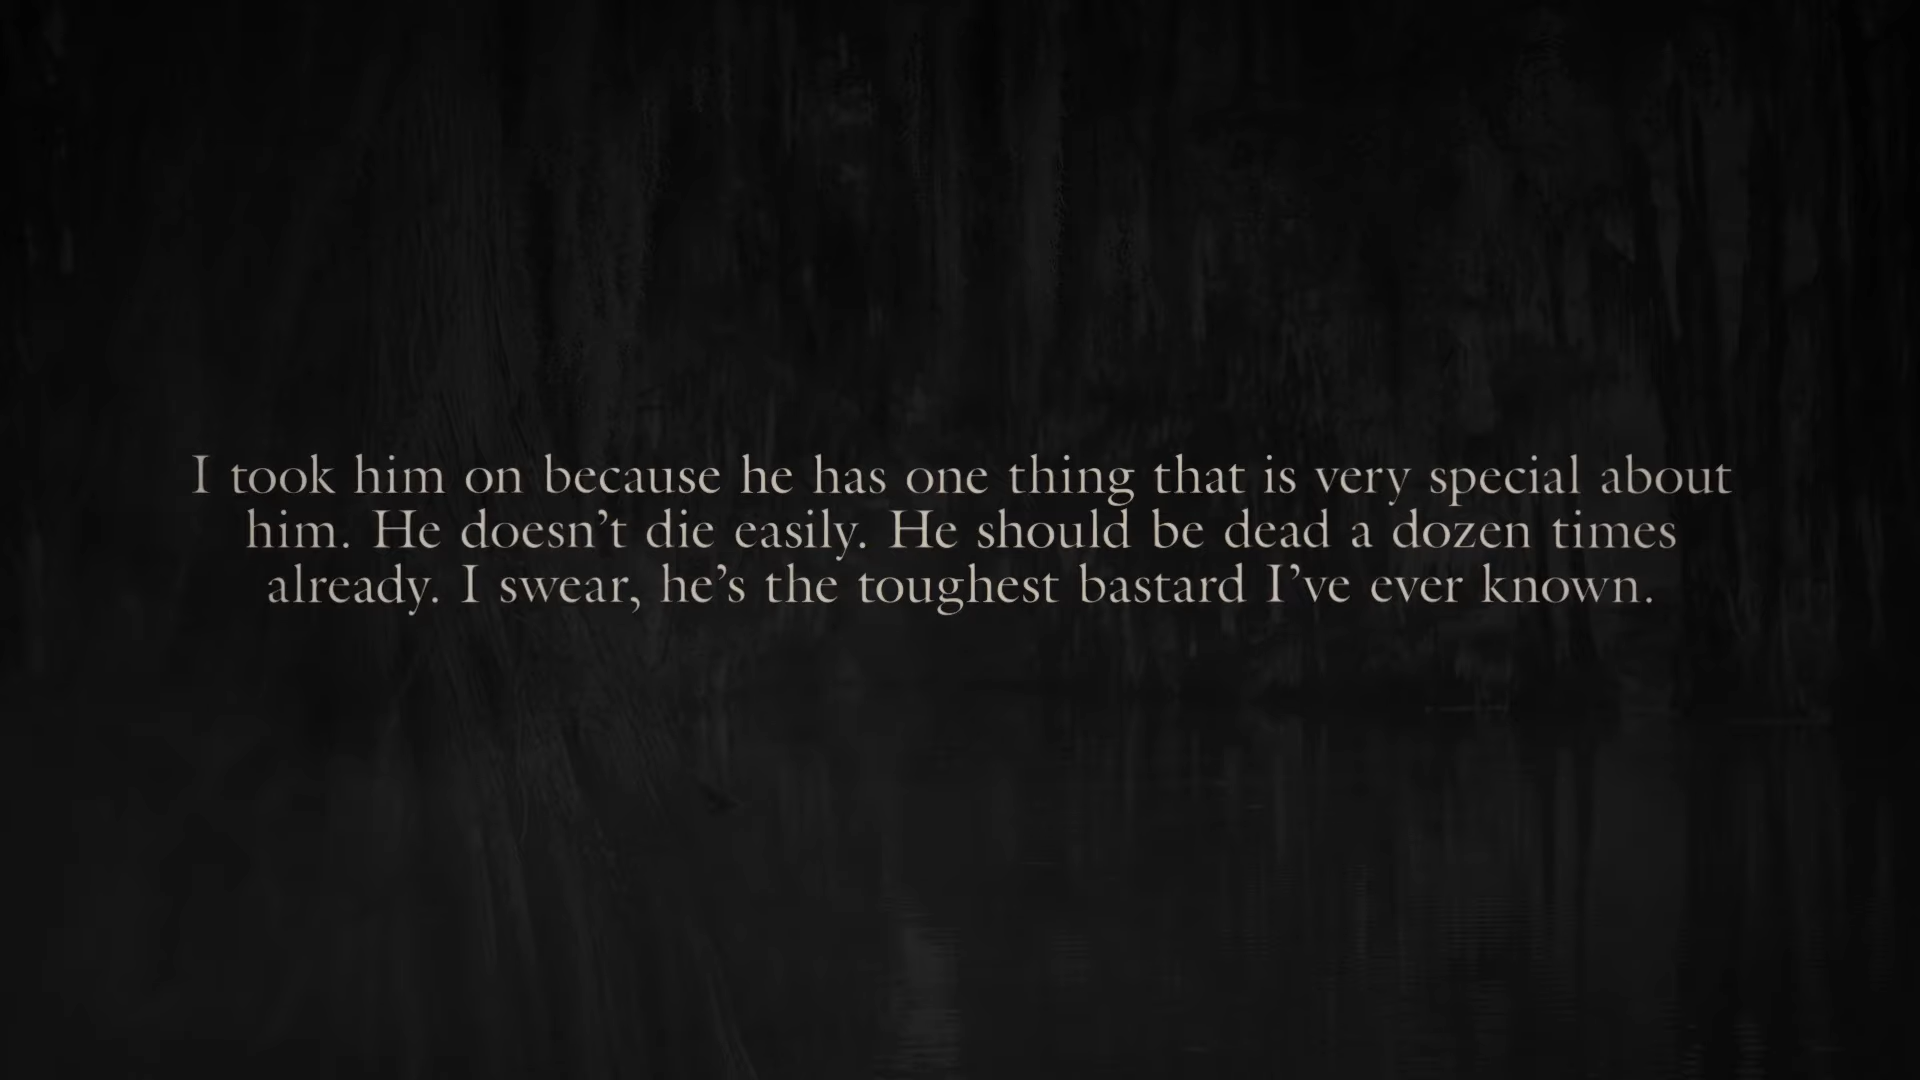 I took him on because he has one thing that is very special about
him. He doesn’t die easily. He should be dead a dozen times
already. I swear, he’s the toughest bastard I’ve ever known.